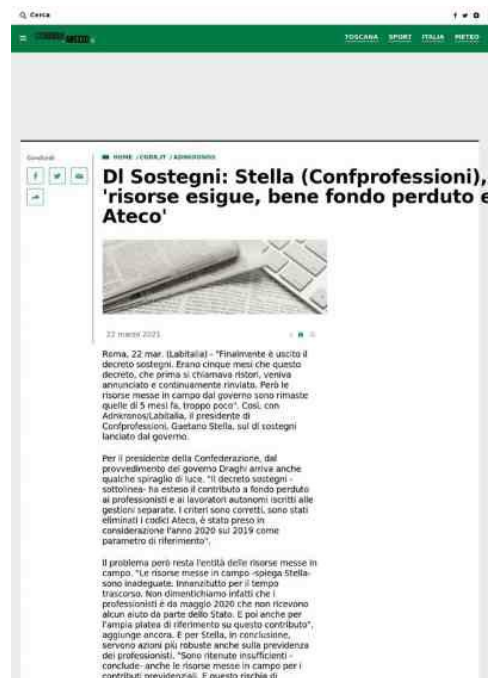 Cerca
TOSCANA SPORT ITALIA METEO
Condividi
HOME / CORR.IT / ADNKRONOS
Dl Sostegni: Stella (Confprofessioni),
'risorse esigue, bene fondo perduto e
Ateco'
22 marzo 2021
Roma, 22 mar. (Labitalia) - "Finalmente è uscito il
decreto sostegni. Erano cinque mesi che questo
decreto, che prima si chiamava ristori, veniva
annunciato e continuamente rinviato. Però le
risorse messe in campo dal governo sono rimaste
quelle di 5 mesi fa, troppo poco". Così, con
Adnkronos/Labitalia, il presidente di
Confprofessioni, Gaetano Stella, sul dl sostegni
lanciato dal governo.
Per il presidente della Confederazione, dal
provvedimento del governo Draghi arriva anche
qualche spiraglio di luce. "Il decreto sostegni -
sottolinea- ha esteso il contributo a fondo perduto
ai professionisti e ai lavoratori autonomi iscritti alle
gestioni separate. I criteri sono corretti, sono stati
eliminati i codici Ateco, è stato preso in
considerazione l'anno 2020 sul 2019 come
parametro di riferimento".
Il problema però resta l'entità delle risorse messe in
campo. "Le risorse messe in campo -spiega Stella-
sono inadeguate. Innanzitutto per il tempo
trascorso. Non dimentichiamo infatti che i
professionisti è da maggio 2020 che non ricevono
alcun aiuto da parte dello Stato. E poi anche per
l'ampia platea di riferimento su questo contributo",
aggiunge ancora. E per Stella, in conclusione,
servono azioni più robuste anche sulla previdenza
dei professionisti. "Sono ritenute insufficienti -
conclude- anche le risorse messe in campo per i
contributi previdenziali. E questo rischia di